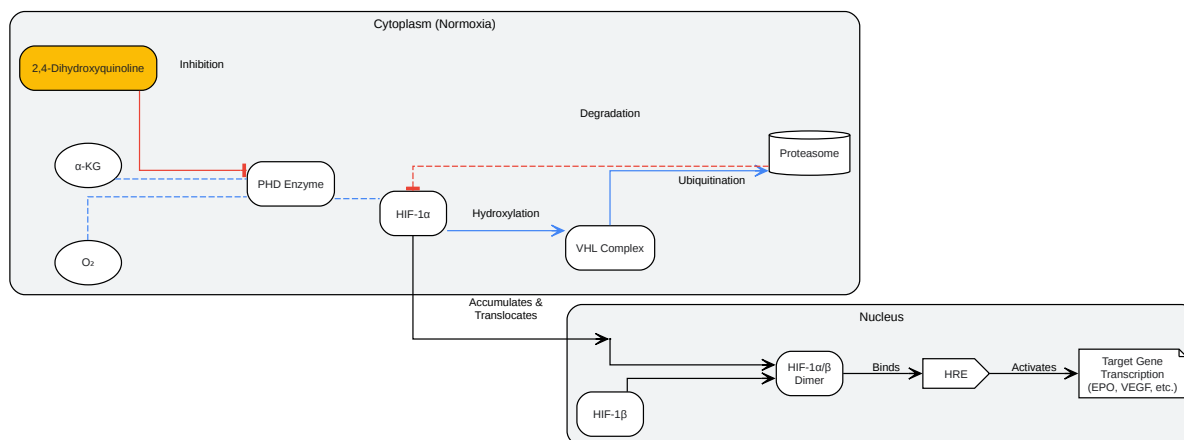 Cytoplasm (Normoxia)
2,4-Dihydroxyquinoline
Inhibition
Degradation
α-KG
PHD Enzyme
Proteasome
Ubiquitination
HIF-1α
Hydroxylation
VHL Complex
O₂
Accumulates &
Translocates
Nucleus
HIF-1α/β
Dimer
Binds
HRE
Activates
Target Gene
Transcription
(EPO, VEGF, etc.)
HIF-1β